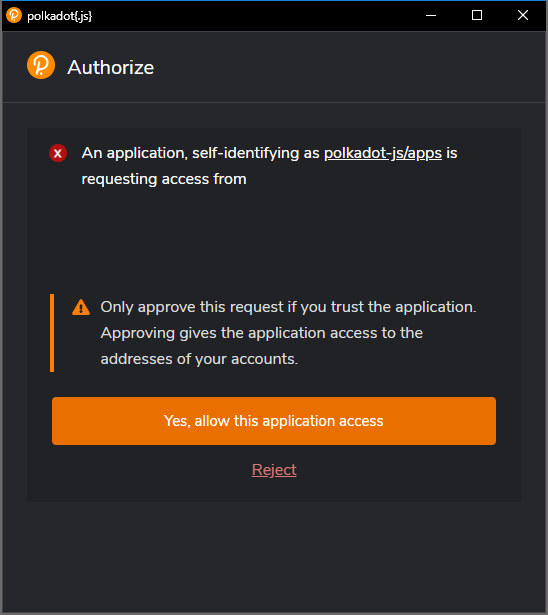 polkadot{.js}
Authorize
An application, self-identifying as polkadot-js/apps is
requesting access from
Only approve this request if you trust the application.
Approving gives the application access to the
addresses of your accounts.
Yes, allow this application access
Reject